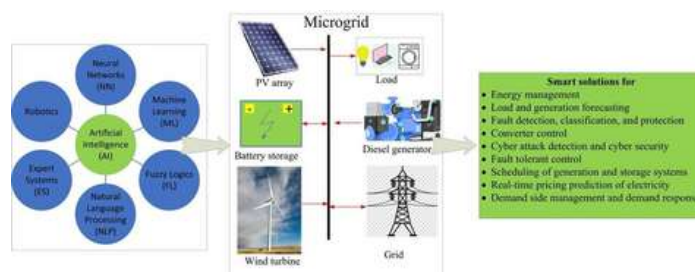 Neural
Networks
(NN)
Robotics
Machine
Learning
(ML)
Artificial
Intelligence
(AI)
Expert
Systems
(ES)
Fuzzy Logics
(FL)
Natural
Language
Processing
(NLP)
Microgrid
PV array
Load
- +
Battery storage
Diesel generator
Wind turbine
Grid
Smart solutions for
• Energy management
• Load and generation forecasting
• Fault detection, classification, and protection
• Converter control
• Cyber attack detection and cyber security
• Fault tolerant control
• Scheduling of generation and storage systems
• Real-time pricing prediction of electricity
• Demand side management and demand response